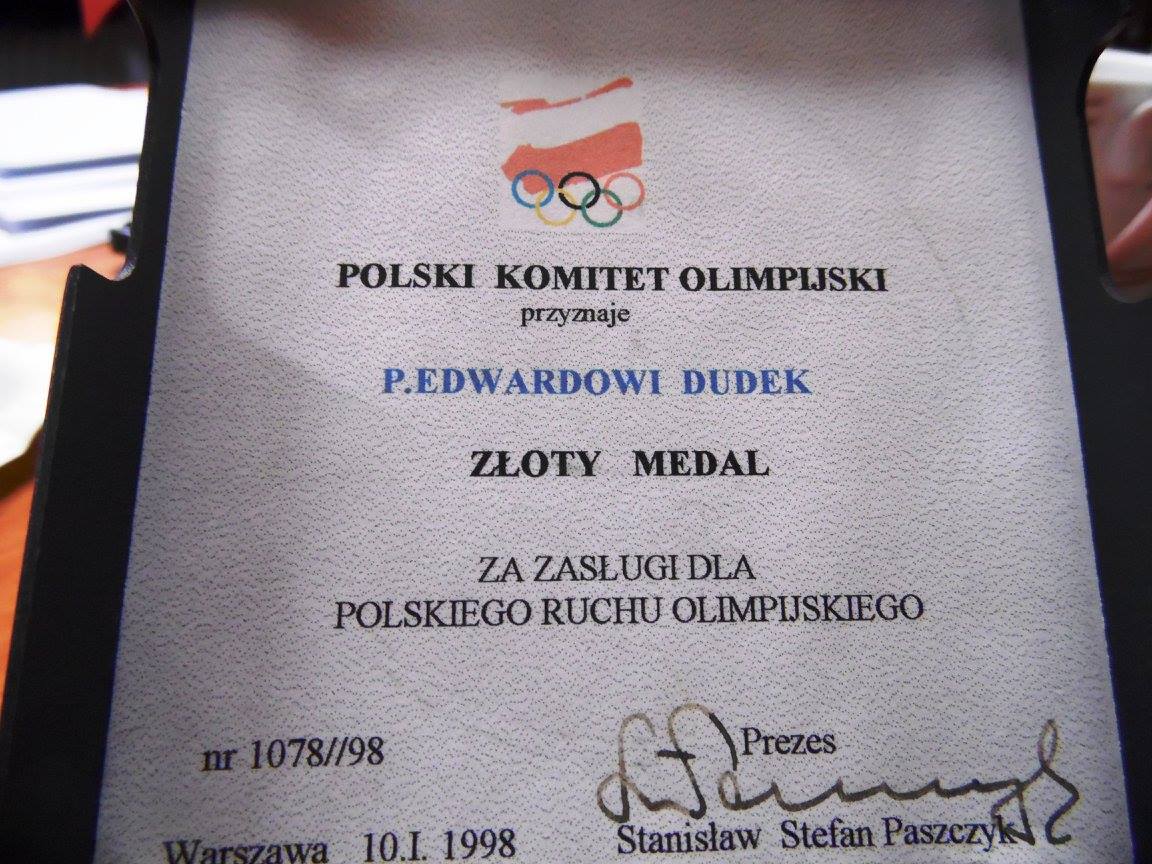 POLSKI KOMITET OLIMPIJSKI
przyznaje
P.EDWARDOWI DUDEK
ZŁOTY MEDAL
ZA ZASŁUGI DLA
POLSKIEGO RUCHU OLIMPIJSKIEGO
nr 1078//98
Prezes
Warszawa 10.I. 1998
Stanisław Stefan Paszczyk